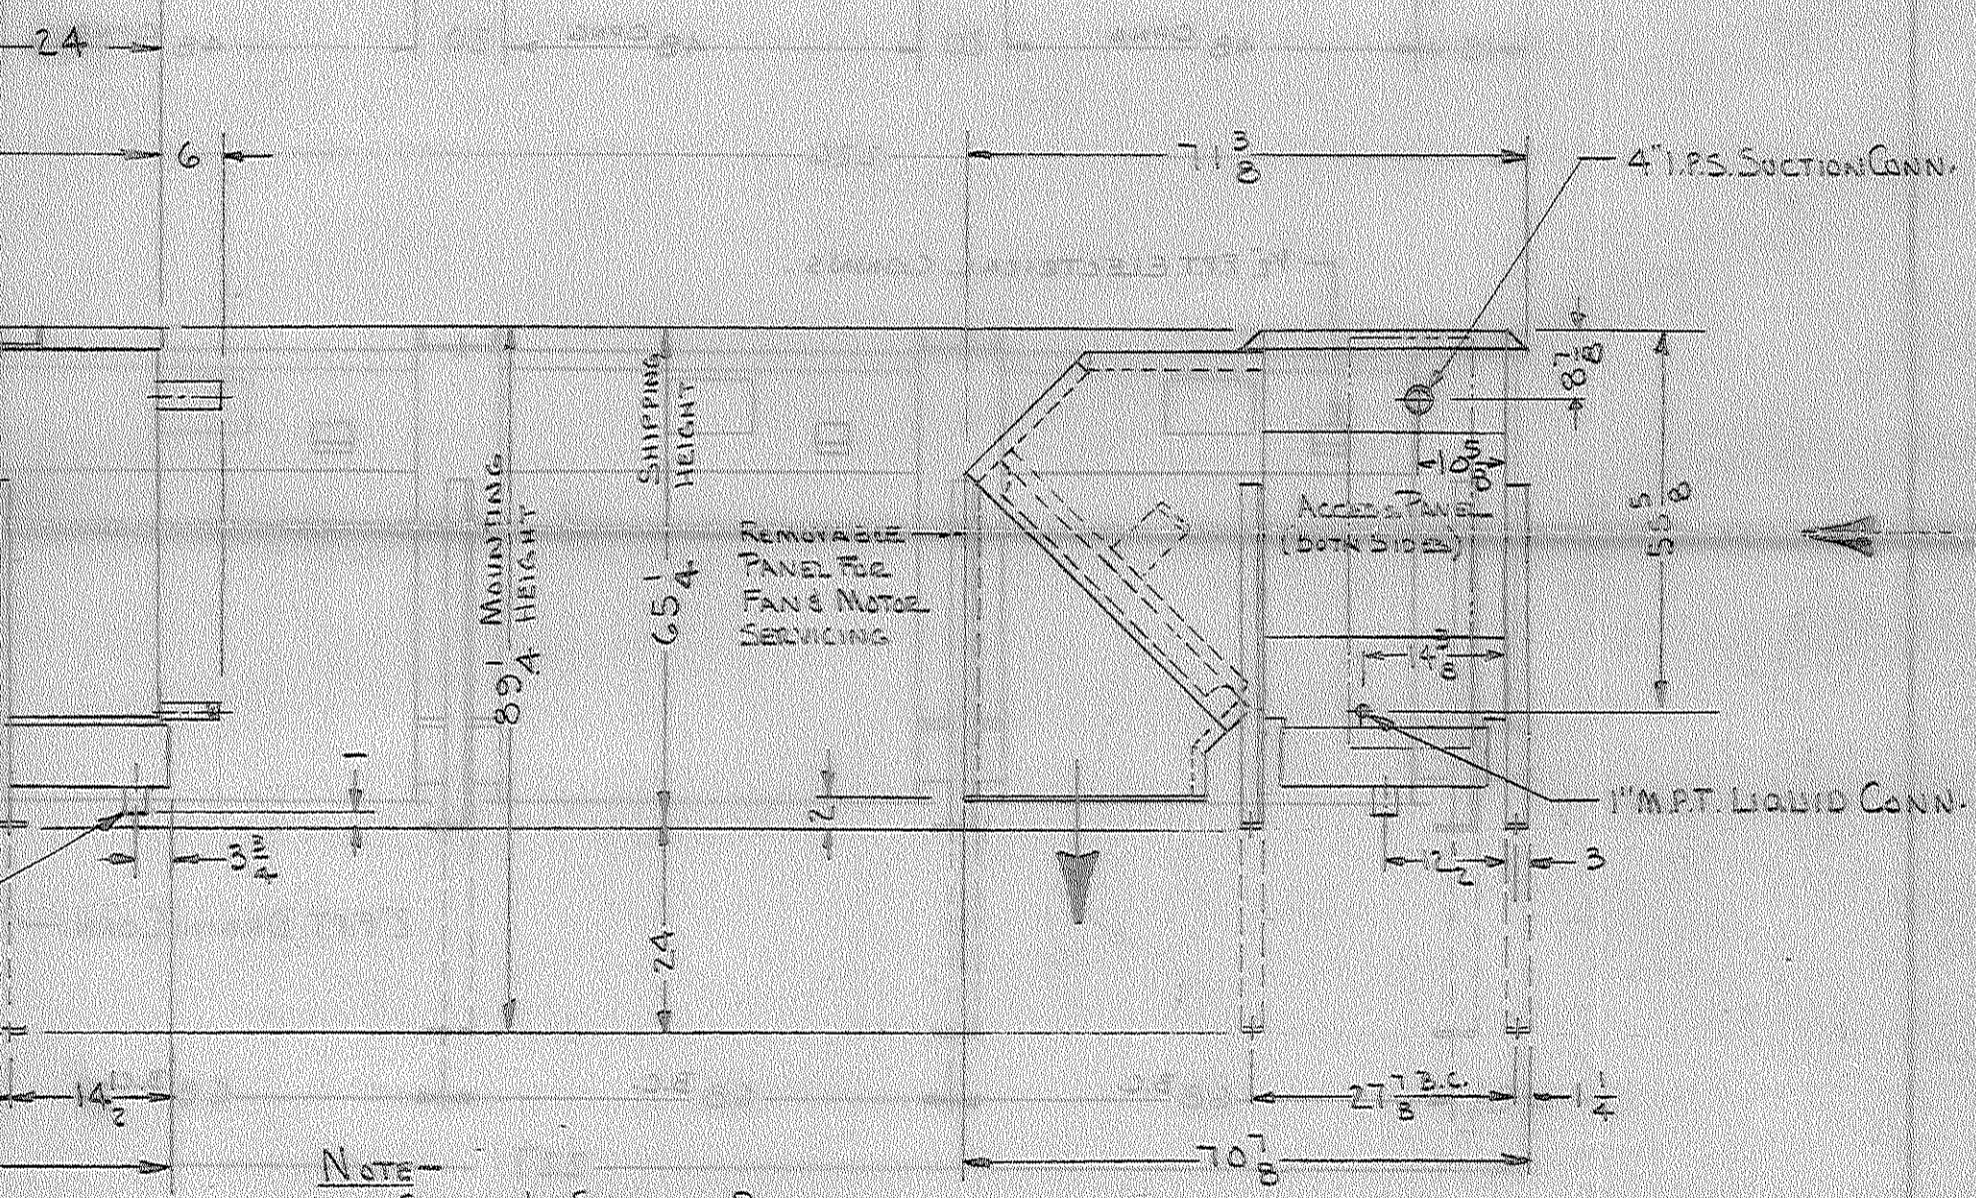 24
6
71 3/8
4" I.P.S. SUCTION CONN.
8 7/8
SHIPPING
HEIGHT
65 1/4
MOUNTING
HEIGHT
89 1/4
10 5/8
ACCESS PANEL
(BOTH SIDES)
55 5/8
REMOVABLE
PANEL FOR
FAN & MOTOR
SERVICING
14 3/8
1
2
1" M.P.T. LIQUID CONN.
3 3/4
12 1/2
3
24
14 1/2
27 7/8 B.C.
1 1/4
70 7/8
NOTE-